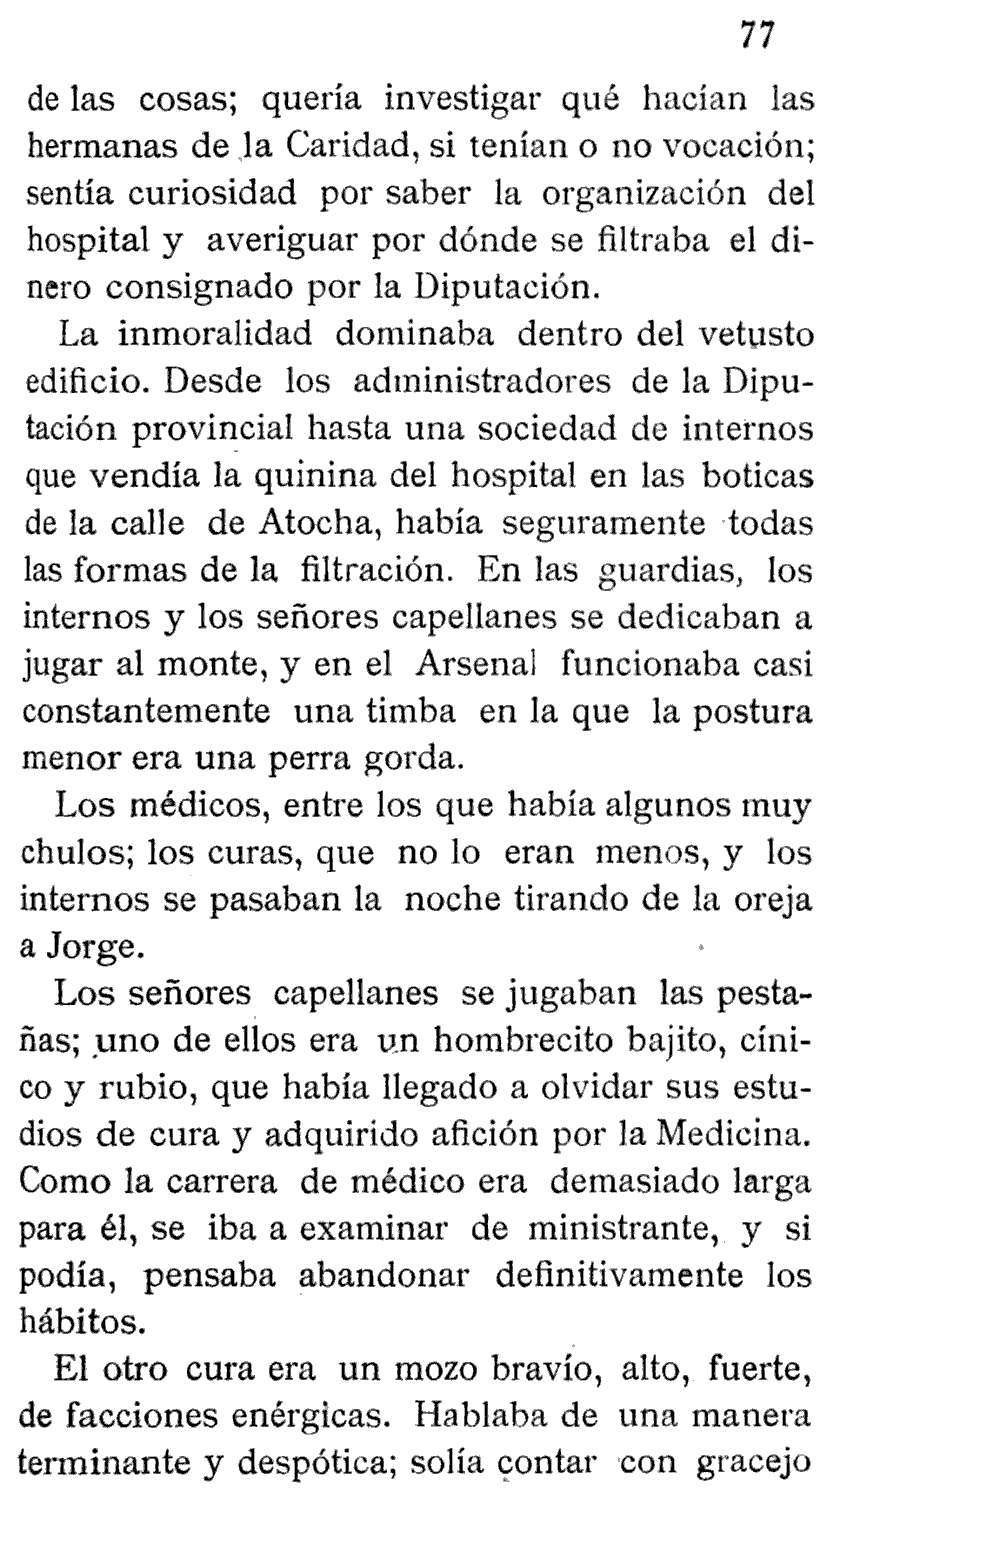 77
de las cosas; quería investigar qué hacían las
hermanas de la Caridad, si tenían o no vocación;
sentía curiosidad por saber la organización del
hospital y averiguar por dónde se filtraba el di-
nero consignado por la Diputación.
La inmoralidad dominaba dentro del vetusto
edificio. Desde los administradores de la Dipu-
tación provincial hasta una sociedad de internos
que vendía la quinina del hospital en las boticas
de la calle de Atocha, había seguramente todas
las formas de la filtración. En las guardias, los
internos y los señores capellanes se dedicaban a
jugar al monte, y en el Arsenal funcionaba casi
constantemente una timba en la que la postura
menor era una perra gorda.
Los médicos, entre los que había algunos muy
chulos; los curas, que no lo eran menos, y los
internos se pasaban la noche tirando de la oreja
a Jorge.
Los señores capellanes se jugaban las pesta-
ñas; uno de ellos era un hombrecito bajito, cíni-
co y rubio, que había llegado a olvidar sus estu-
dios de cura y adquirido afición por la Medicina.
Como la carrera de médico era demasiado larga
para él, se iba a examinar de ministrante, y si
podía, pensaba abandonar definitivamente los
hábitos.
El otro cura era un mozo bravío, alto, fuerte,
de facciones enérgicas. Hablaba de una manera
terminante y despótica; solía contar con gracejo